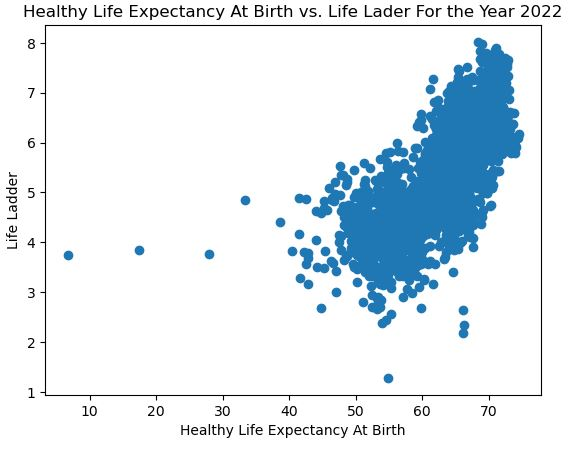 Healthy Life Expectancy At Birth vs. Life Lader For the Year 2022
8
7
6
5
4
3
2
1
Life Ladder
10 20 30 40 50 60 70
Healthy Life Expectancy At Birth